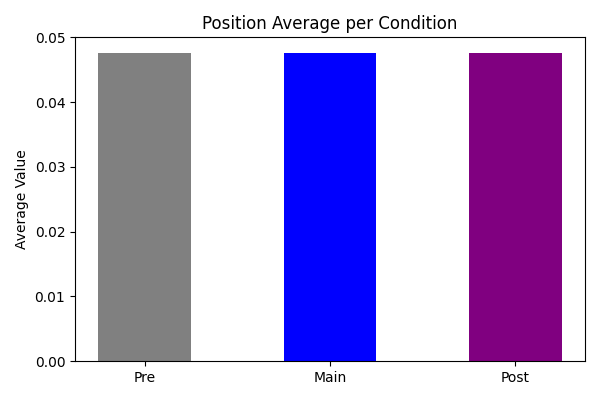 Position Average per Condition
Average Value
0.05
0.04
0.03
0.02
0.01
0.00
Pre
Main
Post